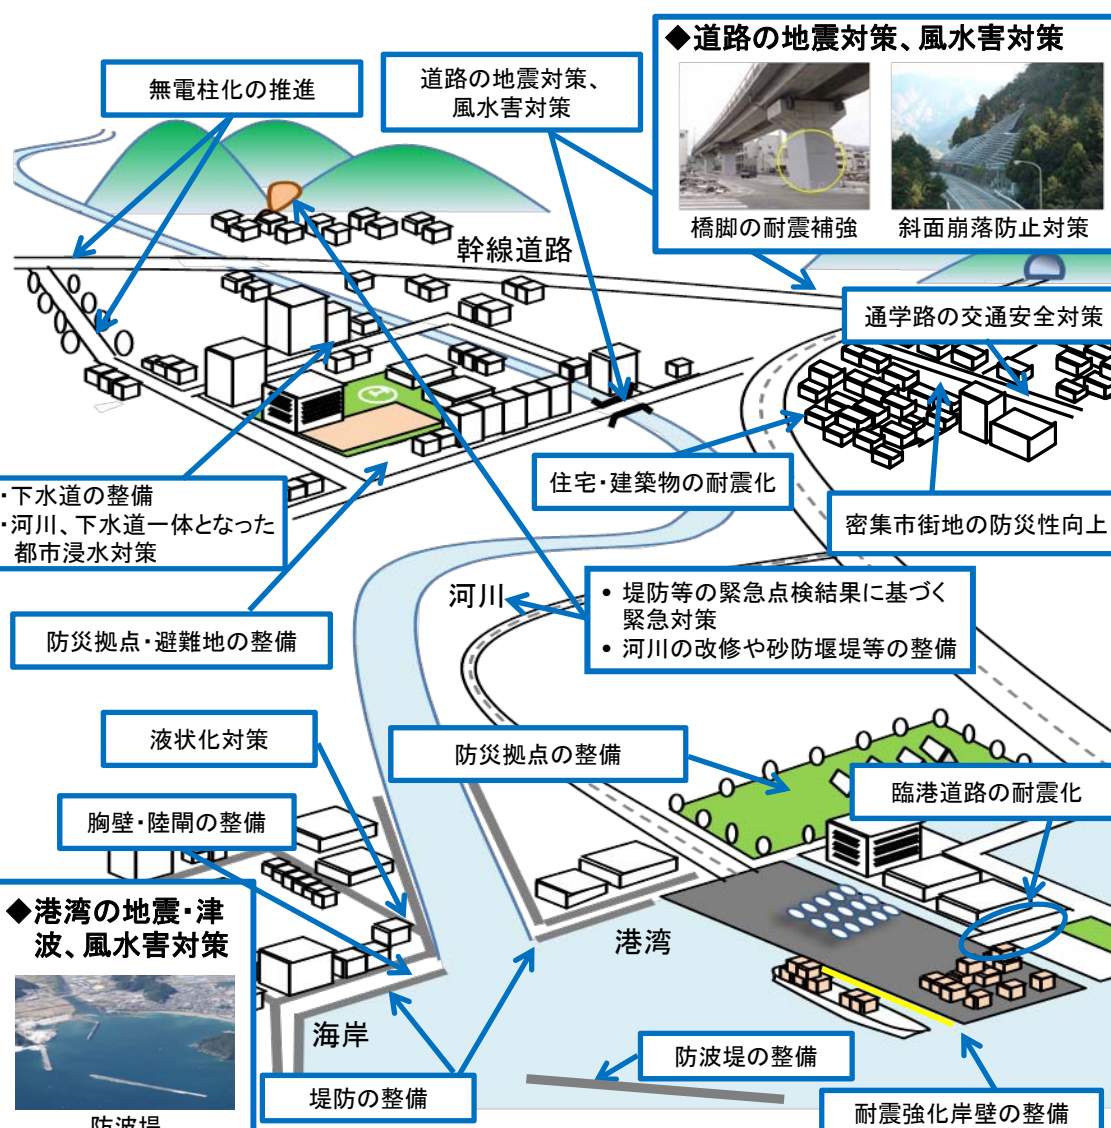 ◆道路の地震対策、風水害対策
橋脚の耐震補強
斜面崩落防止対策
無電柱化の推進
道路の地震対策、
風水害対策
幹線道路
通学路の交通安全対策
住宅・建築物の耐震化
密集市街地の防災性向上
・下水道の整備
・河川、下水道一体となった
都市浸水対策
河川
• 堤防等の緊急点検結果に基づく
緊急対策
• 河川の改修や砂防堰堤等の整備
防災拠点・避難地の整備
液状化対策
防災拠点の整備
臨港道路の耐震化
胸壁・陸閘の整備
◆港湾の地震・津
波、風水害対策
防波堤
港湾
海岸
防波堤の整備
堤防の整備
耐震強化岸壁の整備